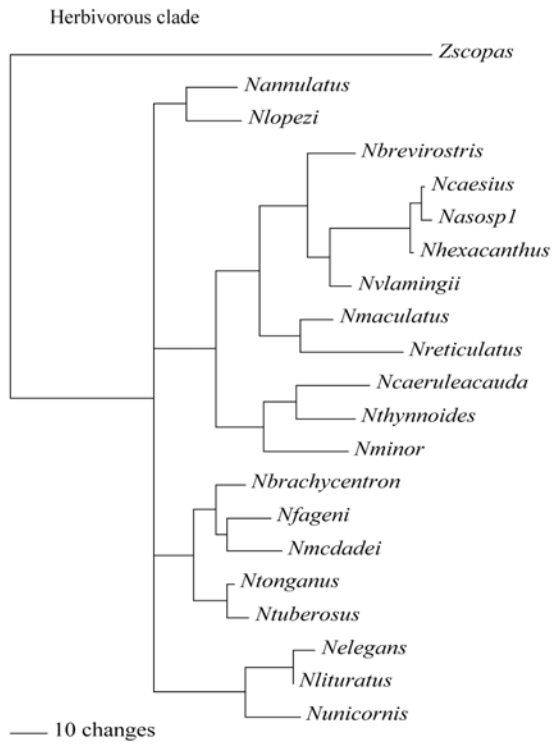 Herbivorous clade
Zscopas
Nannulatus
Nlopezi
Nbrevirostris
Ncaesius
Nasosp1
Nhexacanthus
Nvlamingii
Nmaculatus
Nreticulatus
Ncaeruleacauda
Nthynnoides
Nminor
Nbrachycentron
Nfageni
Nmcdadei
Ntonganus
Ntuberosus
Nelegans
Nlituratus
Nunicornis
10 changes